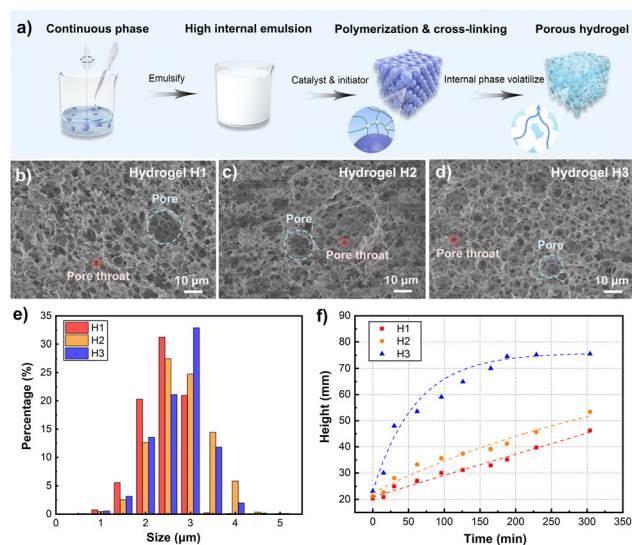 a)
Continuous phase
High internal emulsion
Polymerization & cross-linking
Porous hydrogel
Emulsify
Catalyst & initiator
Internal phase volatilize
b)
Hydrogel H1
Pore
Pore throat
10 µm
c)
Hydrogel H2
Pore
Pore throat
10 µm
d)
Hydrogel H3
Pore throat
Pore
10 µm
e)
35
30
25
20
15
10
5
0
Percentage (%)
H1
H2
H3
0
1
2
3
4
5
Size (µm)
f)
90
80
70
60
50
40
30
20
Height (mm)
H1
H2
H3
0
50
100
150
200
250
300
350
Time (min)